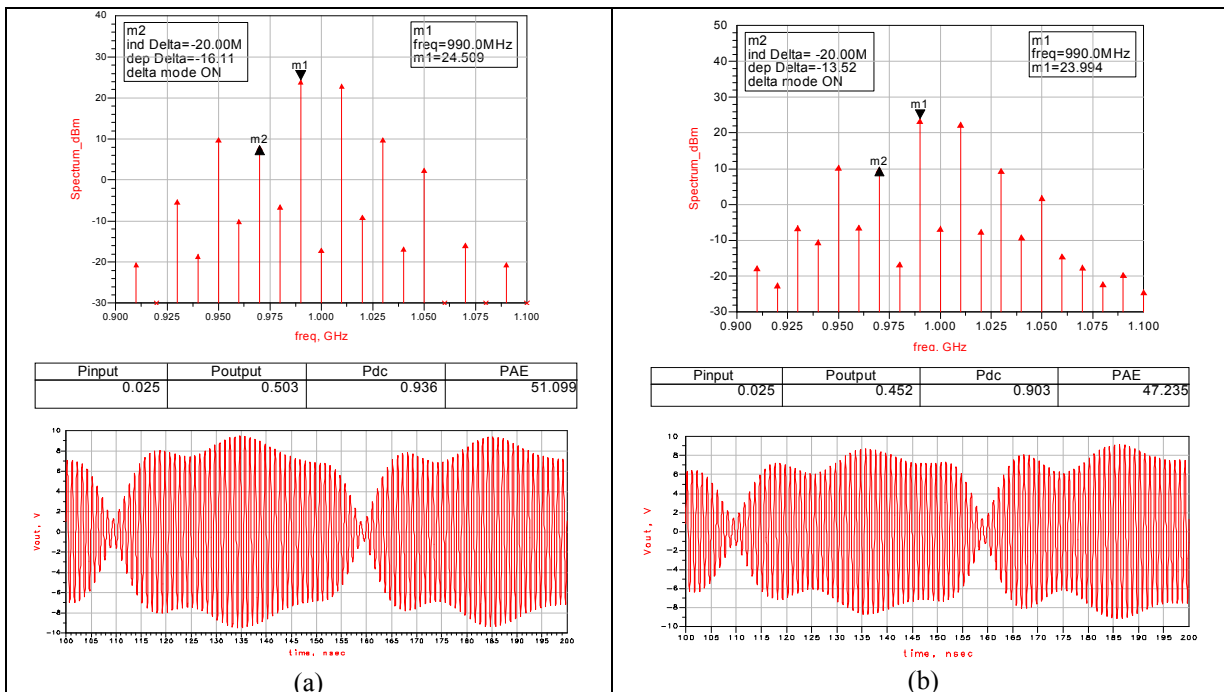 m2
ind Delta=-20.00M
dep Delta=-16.11
delta mode ON
m1
freq=990.0MHz
m1=24.509
m1
m2
Spectrum_dBm
40
30
20
10
0
-10
-20
-30
0.900 0.925 0.950 0.975 1.000 1.025 1.050 1.075 1.100
freq, GHz
Pinput Poutput Pdc PAE
0.025 0.503 0.936 51.099
Vout, V
10
8
6
4
2
0
-2
-4
-6
-8
-10
100 105 110 115 120 125 130 135 140 145 150 155 160 165 170 175 180 185 190 195 200
time, nsec
(a)
m2
ind Delta= -20.00M
dep Delta=-13.52
delta mode ON
m1
freq=990.0MHz
m1=23.994
m1
m2
Spectrum_dBm
50
40
30
20
10
0
-10
-20
-30
0.900 0.925 0.950 0.975 1.000 1.025 1.050 1.075 1.100
freq. GHz
Pinput Poutput Pdc PAE
0.025 0.452 0.903 47.235
Vout, V
10
8
6
4
2
0
-2
-4
-6
-8
-10
100 105 110 115 120 125 130 135 140 145 150 155 160 165 170 175 180 185 190 195 200
time, nsec
(b)